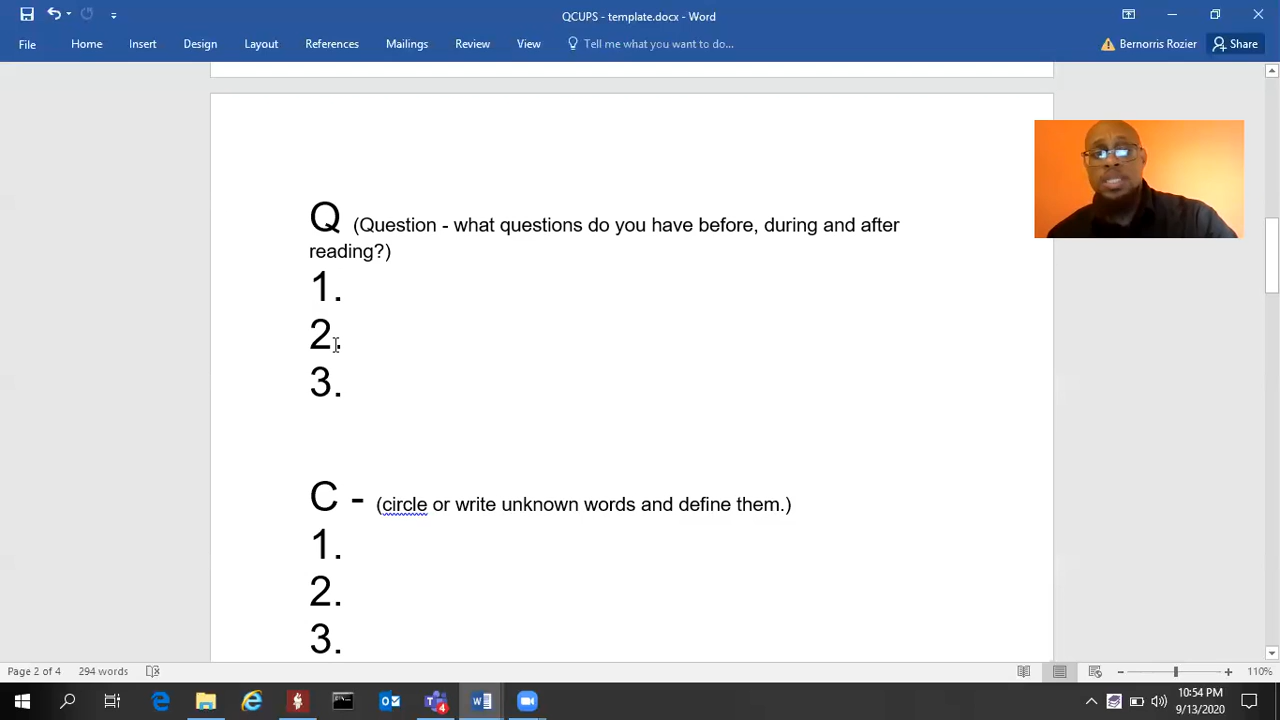 QCUPS - template.docx - Word
File Home Insert Design Layout References Mailings Review View Tell me what you want to do... Bernorris Rozier Share
Q (Question - what questions do you have before, during and after
reading?)
1.
2.
3.
C - (circle or write unknown words and define them.)
1.
2.
3.
Page 2 of 4 294 words 110%
4
10:54 PM
9/13/2020